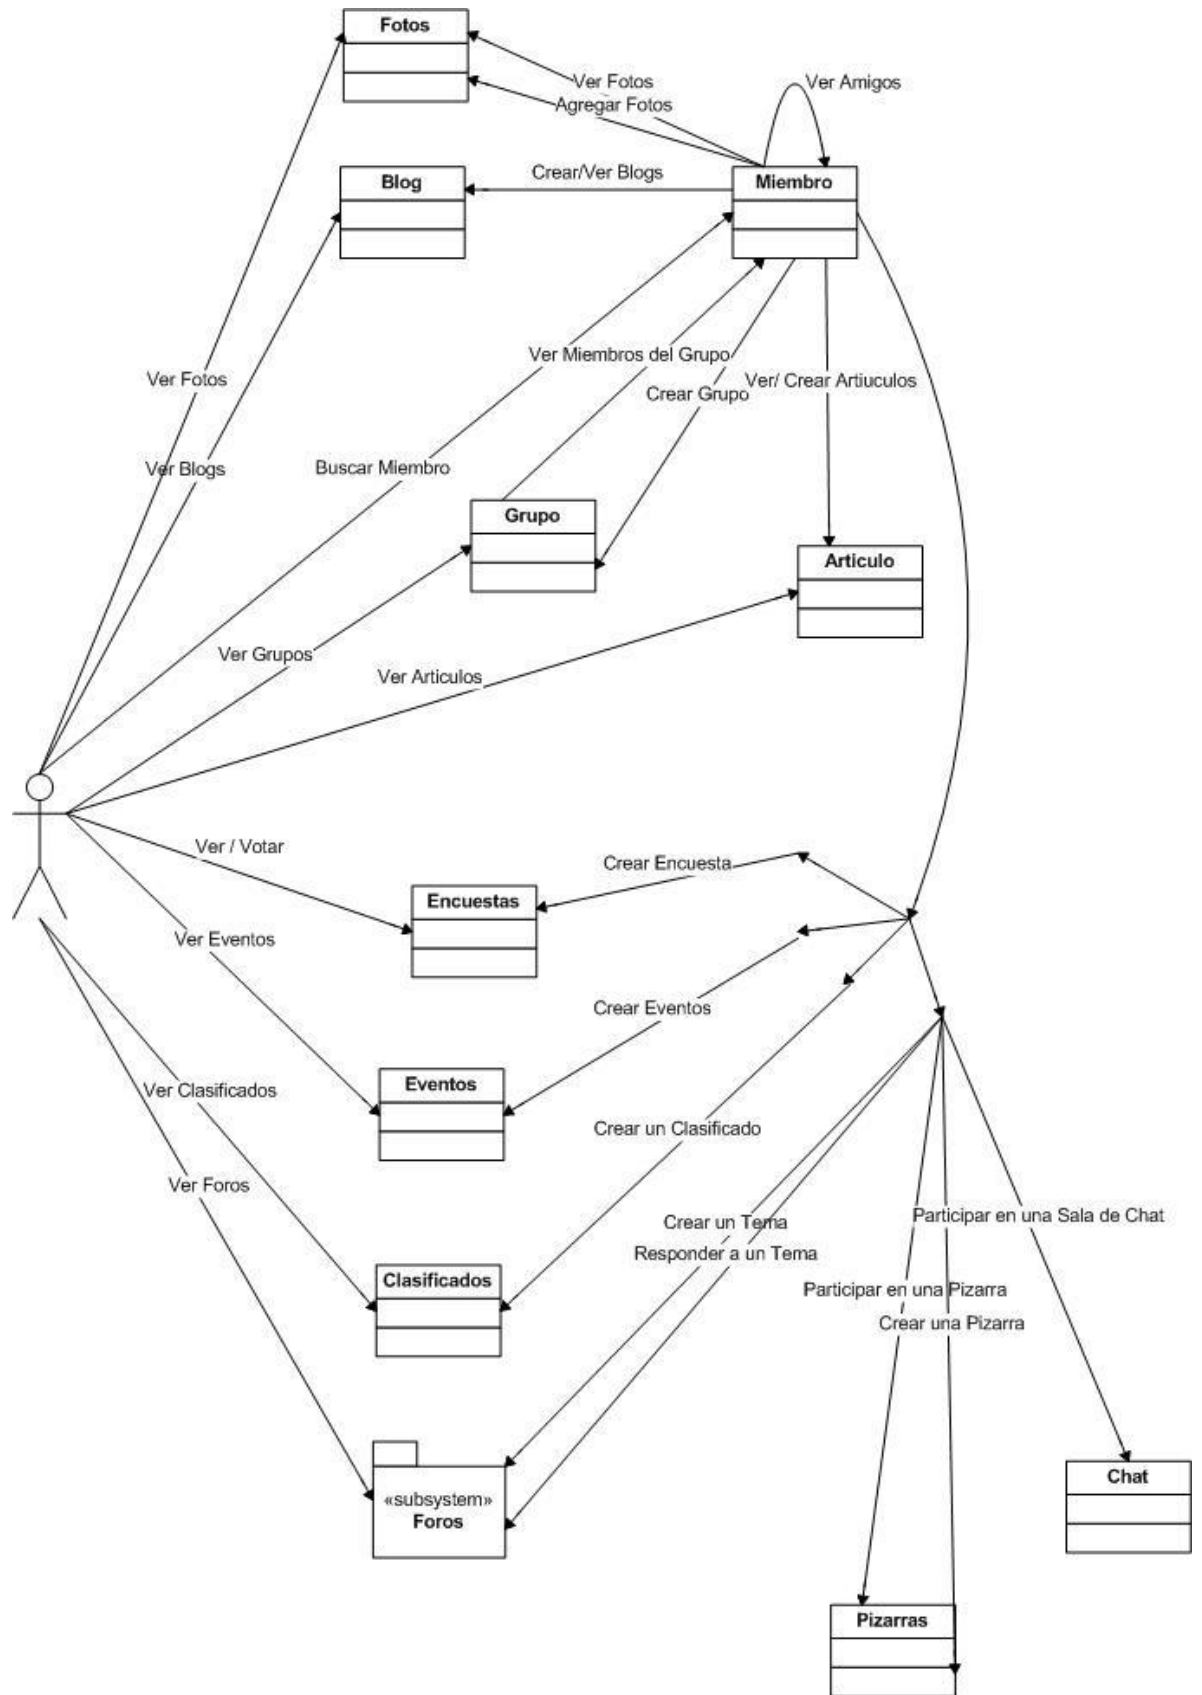 Fotos
Ver Fotos
Ver Amigos
Agregar Fotos
Crear/Ver Blogs
Blog
Miembro
Ver Miembros del Grupo
Ver Fotos
Ver/ Crear Artiuculos
Crear Grupo
Ver Blogs
Buscar Miembro
Grupo
Articulo
Ver Grupos
Ver Articulos
Ver / Votar
Crear Encuesta
Encuestas
Ver Eventos
Crear Eventos
Eventos
Ver Clasificados
Crear un Clasificado
Ver Foros
Crear un Tema
Participar en una Sala de Chat
Responder a un Tema
Clasificados
Participar en una Pizarra
Crear una Pizarra
Chat
«subsystem»
Foros
Pizarras